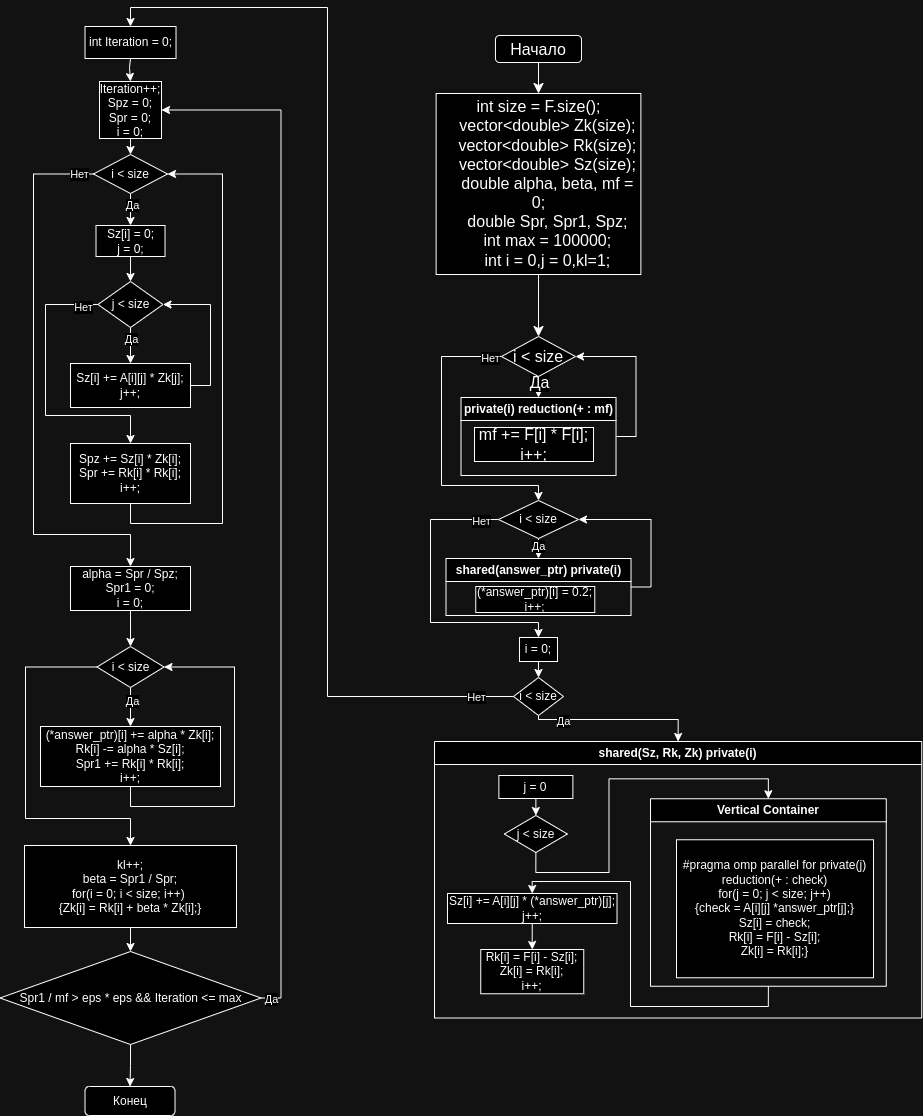 Начало
int size = F.size();
vector<double> Zk(size);
vector<double> Rk(size);
vector<double> Sz(size);
double alpha, beta, mf =
0;
double Spr, Spr1, Spz;
int max = 100000;
int i = 0,j = 0,kl=1;
i < size
Нет
Да
private(i) reduction(+ : mf)
mf += F[i] * F[i];
i++;
i < size
Нет
Да
shared(answer_ptr) private(i)
(*answer_ptr)[i] = 0.2;
i++;
i = 0;
i < size
Нет
Да
shared(Sz, Rk, Zk) private(i)
j = 0
j < size
Vertical Container
#pragma omp parallel for private(j)
reduction(+ : check)
for(j = 0; j < size; j++)
{check = A[i][j] *answer_ptr[j];}
Sz[i] = check;
Rk[i] = F[i] - Sz[i];
Zk[i] = Rk[i];}
Sz[i] += A[i][j] * (*answer_ptr)[j];
j++;
Rk[i] = F[i] - Sz[i];
Zk[i] = Rk[i];
i++;
int Iteration = 0;
Iteration++;
Spz = 0;
Spr = 0;
i = 0;
i < size
Нет
Да
Sz[i] = 0;
j = 0;
j < size
Нет
Да
Sz[i] += A[i][j] * Zk[j];
j++;
Spz += Sz[i] * Zk[i];
Spr += Rk[i] * Rk[i];
i++;
alpha = Spr / Spz;
Spr1 = 0;
i = 0;
i < size
Да
(*answer_ptr)[i] += alpha * Zk[i];
Rk[i] -= alpha * Sz[i];
Spr1 += Rk[i] * Rk[i];
i++;
kl++;
beta = Spr1 / Spr;
for(i = 0; i < size; i++)
{Zk[i] = Rk[i] + beta * Zk[i];}
Spr1 / mf > eps * eps && Iteration <= max
Да
Конец